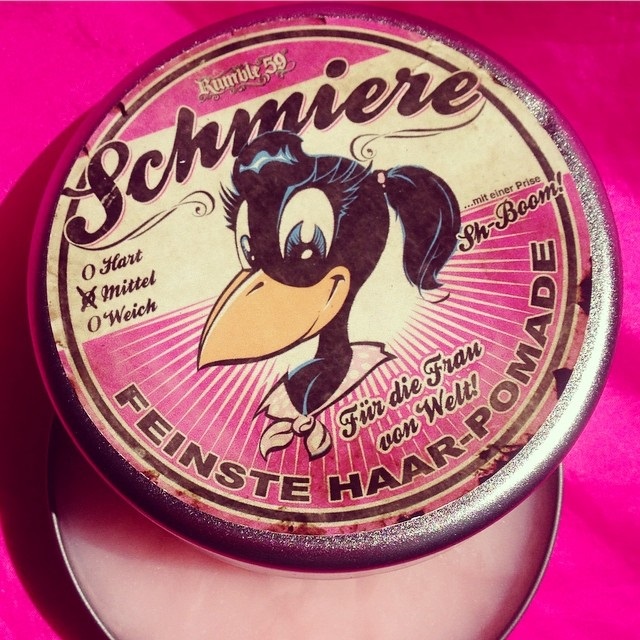 Rumble 59
Schmiere
...mit einer Prise
Sh-Boom!
O Hart
X Mittel
O Weich
Für die Frau
von Welt!
FEINSTE HAAR-POMADE